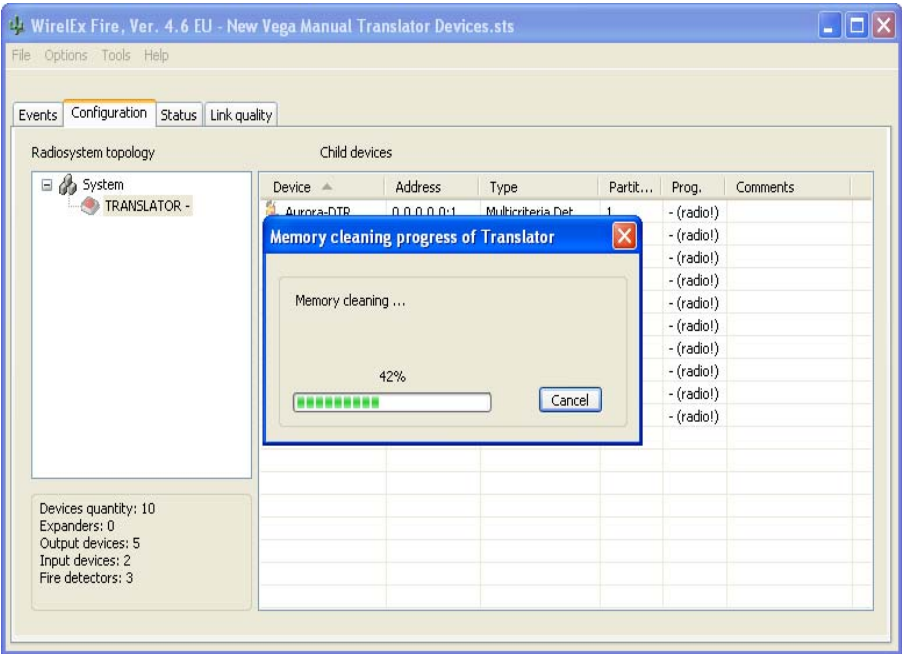 WirelEx Fire, Ver. 4.6 EU - New Vega Manual Translator Devices.sts
File Options Tools Help
Events Configuration Status Link quality
Radiosystem topology Child devices
System
TRANSLATOR -
Device Address Type Partit... Prog. Comments
Aurora-DTR 0.0.0.0:1 Multicriteria Det 1 - (radio!)
- (radio!)
- (radio!)
- (radio!)
- (radio!)
- (radio!)
- (radio!)
- (radio!)
- (radio!)
- (radio!)
Memory cleaning progress of Translator
Memory cleaning ...
42%
Cancel
Devices quantity: 10
Expanders: 0
Output devices: 5
Input devices: 2
Fire detectors: 3